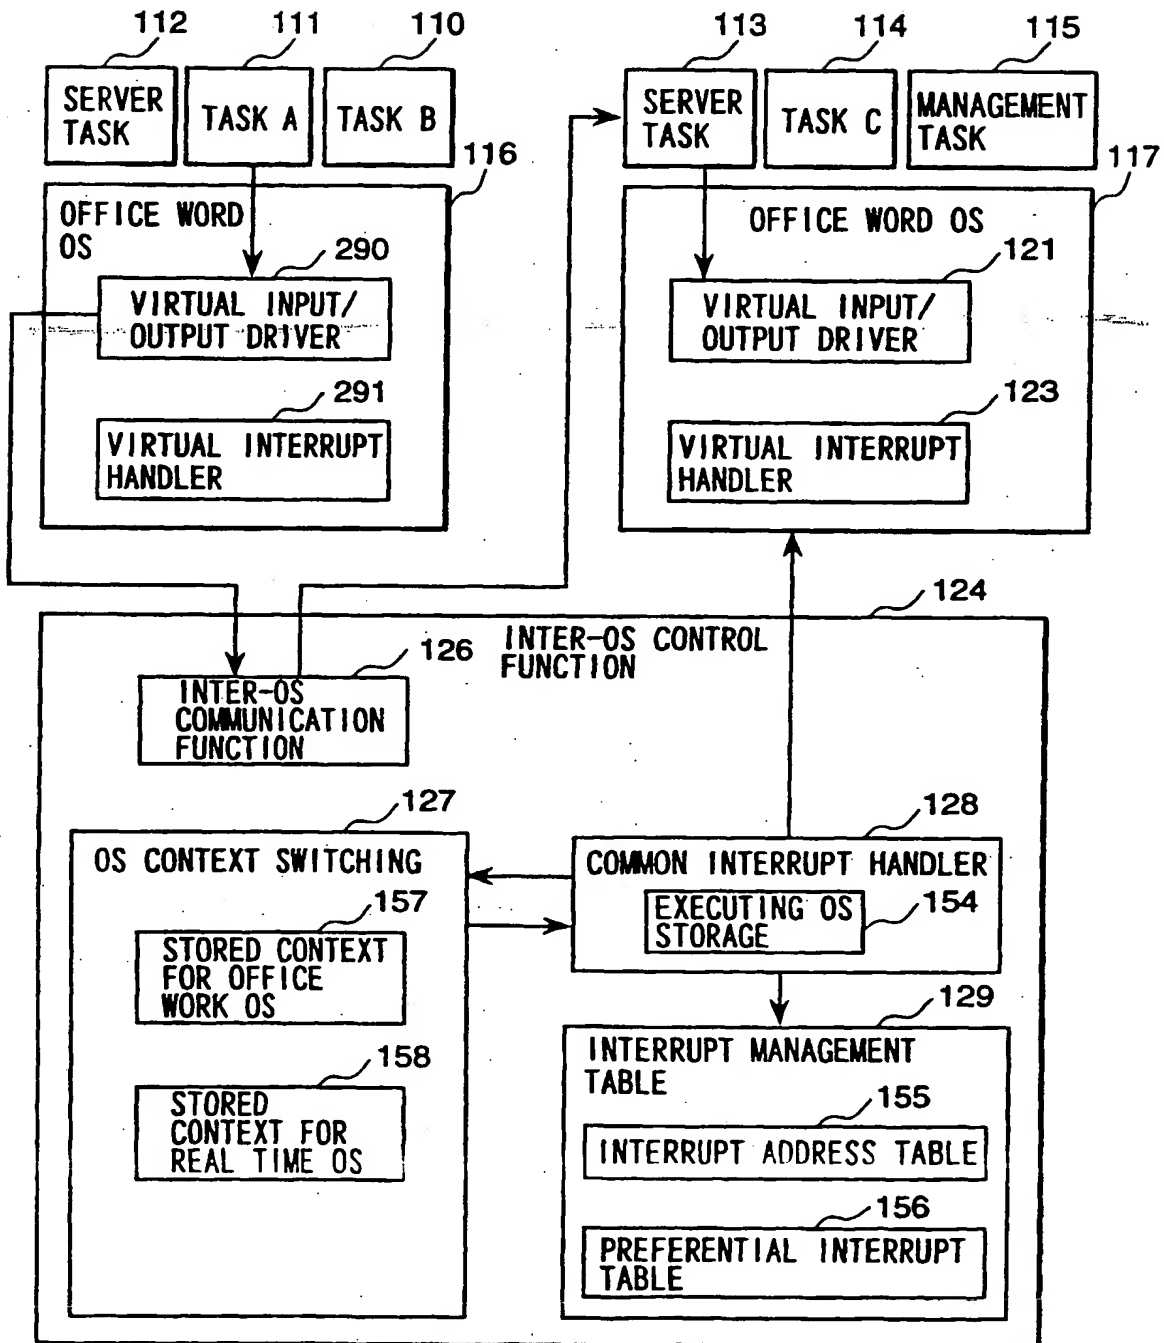 112
111
110
113
114
115
SERVER
TASK
TASK A
TASK B
SERVER
TASK
TASK C
MANAGEMENT
TASK
116
117
OFFICE WORD
OS
OFFICE WORD OS
290
121
VIRTUAL INPUT/
OUTPUT DRIVER
VIRTUAL INPUT/
OUTPUT DRIVER
291
123
VIRTUAL INTERRUPT
HANDLER
VIRTUAL INTERRUPT
HANDLER
124
INTER-OS CONTROL
FUNCTION
126
INTER-OS
COMMUNICATION
FUNCTION
127
128
OS CONTEXT SWITCHING
COMMON INTERRUPT HANDLER
157
EXECUTING OS
STORAGE
154
STORED CONTEXT
FOR OFFICE
WORK OS
129
INTERRUPT MANAGEMENT
TABLE
158
STORED
CONTEXT FOR
REAL TIME OS
155
INTERRUPT ADDRESS TABLE
156
PREFERENTIAL INTERRUPT
TABLE